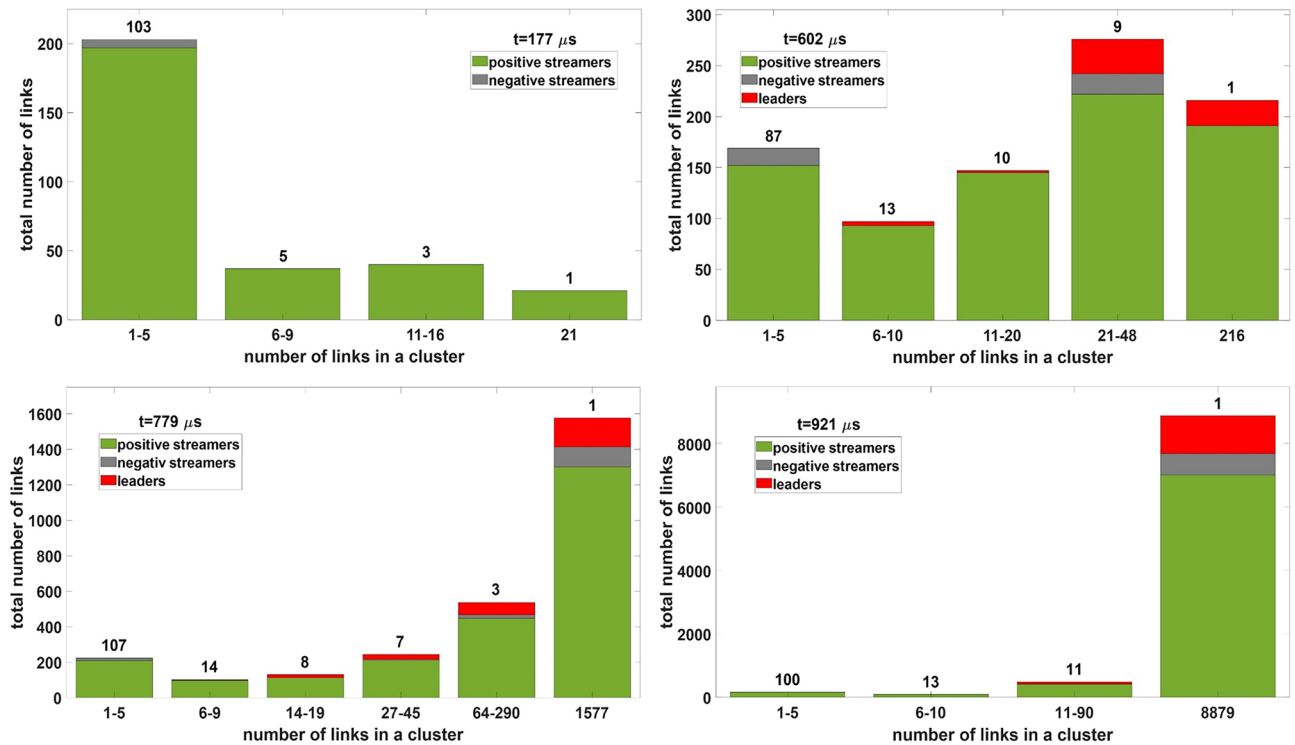 t=177 μs
positive streamers
negative streamers
103
5
3
1
200
150
100
50
0
total number of links
1-5 6-9 11-16 21
number of links in a cluster
t=602 μs
positive streamers
negative streamers
leaders
87
13
10
9
1
300
250
200
150
100
50
0
total number of links
1-5 6-10 11-20 21-48 216
number of links in a cluster
t=779 μs
positive streamers
negativ streamers
leaders
107
14
8
7
3
1
1600
1400
1200
1000
800
600
400
200
0
total number of links
1-5 6-9 14-19 27-45 64-290 1577
number of links in a cluster
t=921 μs
positive streamers
negative streamers
leaders
100
13
11
1
8000
6000
4000
2000
0
total number of links
1-5 6-10 11-90 8879
number of links in a cluster